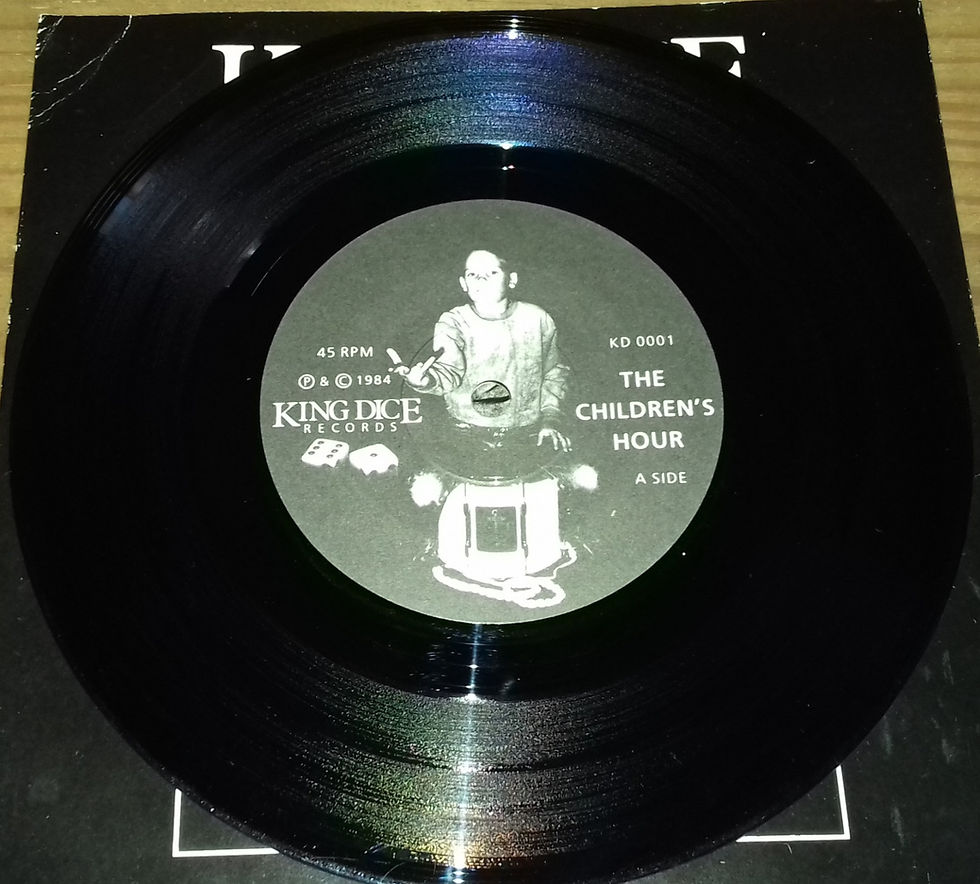 45 RPM
Ⓟ & © 1984
KING DICE
RECORDS
KD 0001
THE
CHILDREN'S
HOUR
A SIDE